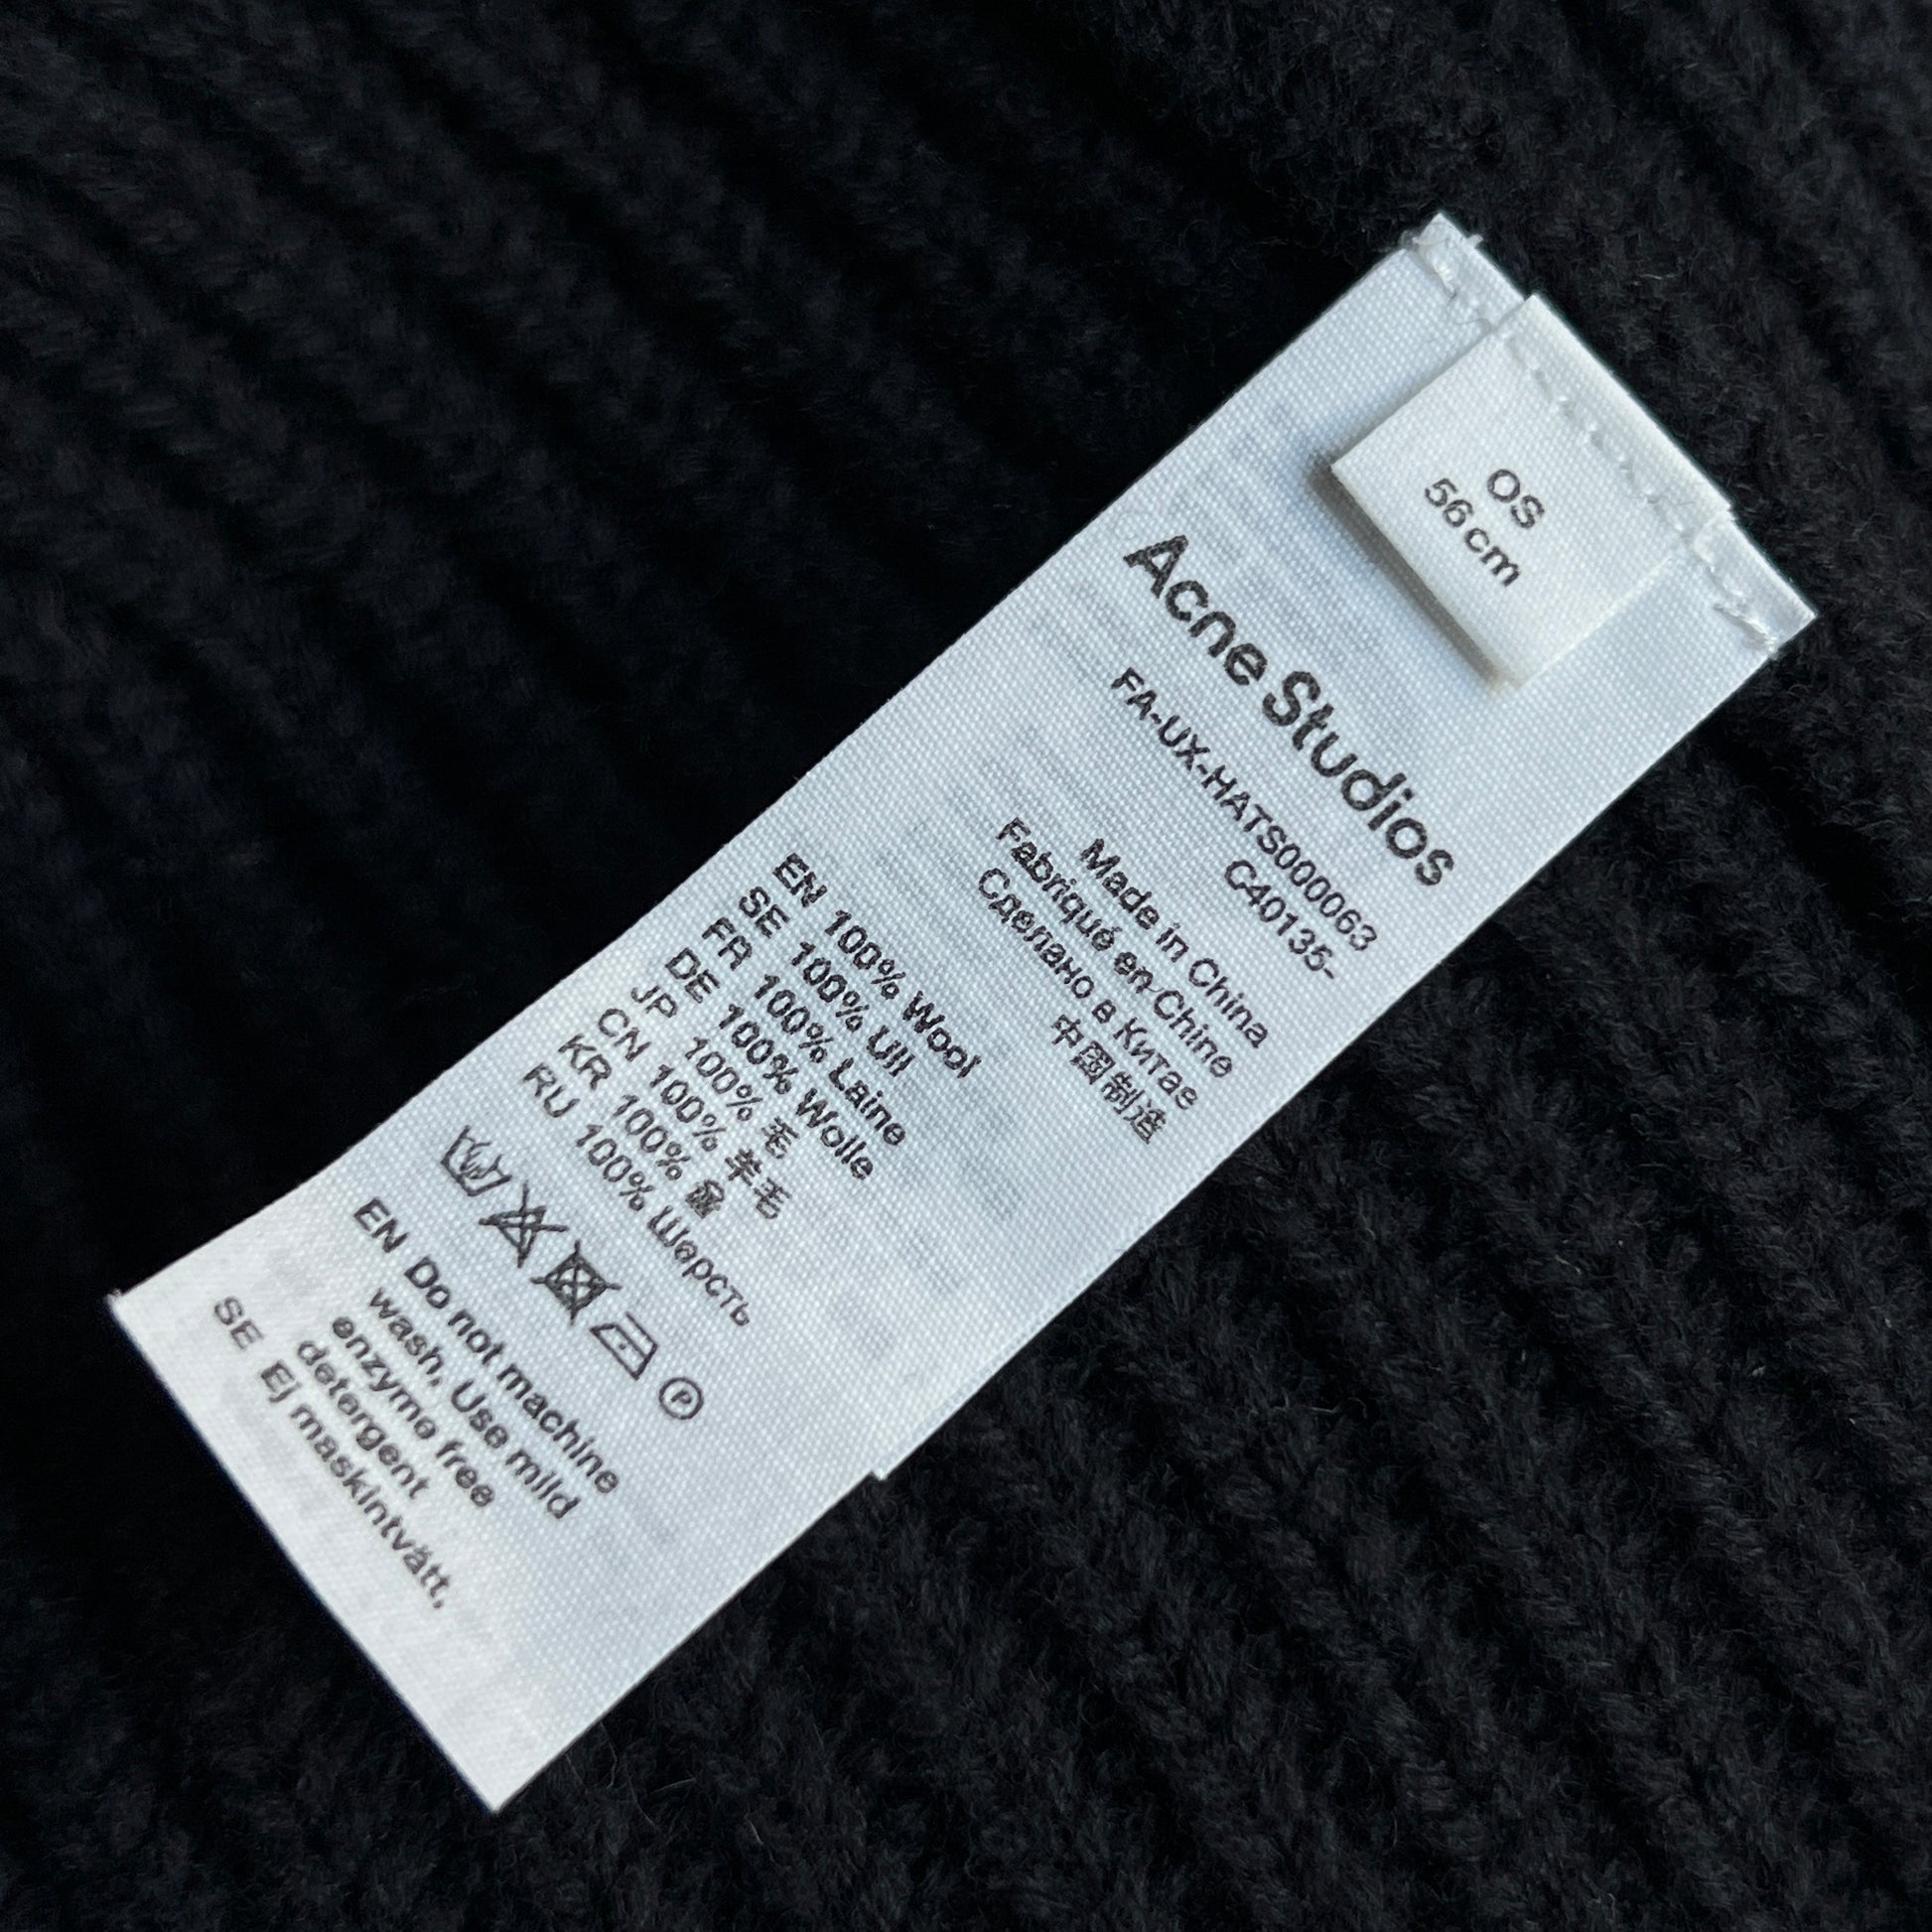 OS
56cm
Acne Studios
FA-UX-HATS000063
C40135-
Made in China
Fabriqué en Chine
Сделано в Китае
中国制造
EN 100% Wool
SE 100% Ull
FR 100% Laine
DE 100% Wolle
JP 100% 毛
CN 100% 羊毛
KR 100% 울
RU 100% Шерсть
P
EN Do not machine
wash, Use mild
enzyme free
detergent
SE Ej maskintvätt,